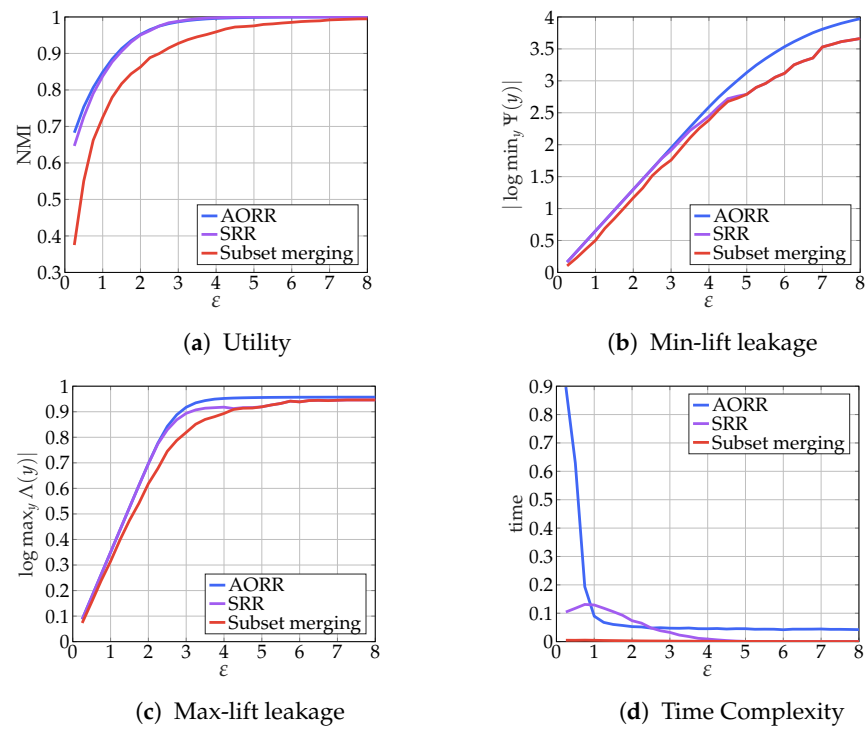 1
0.9
0.8
0.7
0.6
0.5
0.4
0.3
NMI
0 1 2 3 4 5 6 7 8
ε
AORR
SRR
Subset merging
(a) Utility
4
3.5
3
2.5
2
1.5
1
0.5
0
| log min_y Ψ(y)|
0 1 2 3 4 5 6 7 8
ε
AORR
SRR
Subset merging
(b) Min-lift leakage
1
0.9
0.8
0.7
0.6
0.5
0.4
0.3
0.2
0.1
0
log max_y Λ(y)|
0 1 2 3 4 5 6 7 8
ε
AORR
SRR
Subset merging
(c) Max-lift leakage
0.9
0.8
0.7
0.6
0.5
0.4
0.3
0.2
0.1
0
time
0 1 2 3 4 5 6 7 8
ε
AORR
SRR
Subset merging
(d) Time Complexity